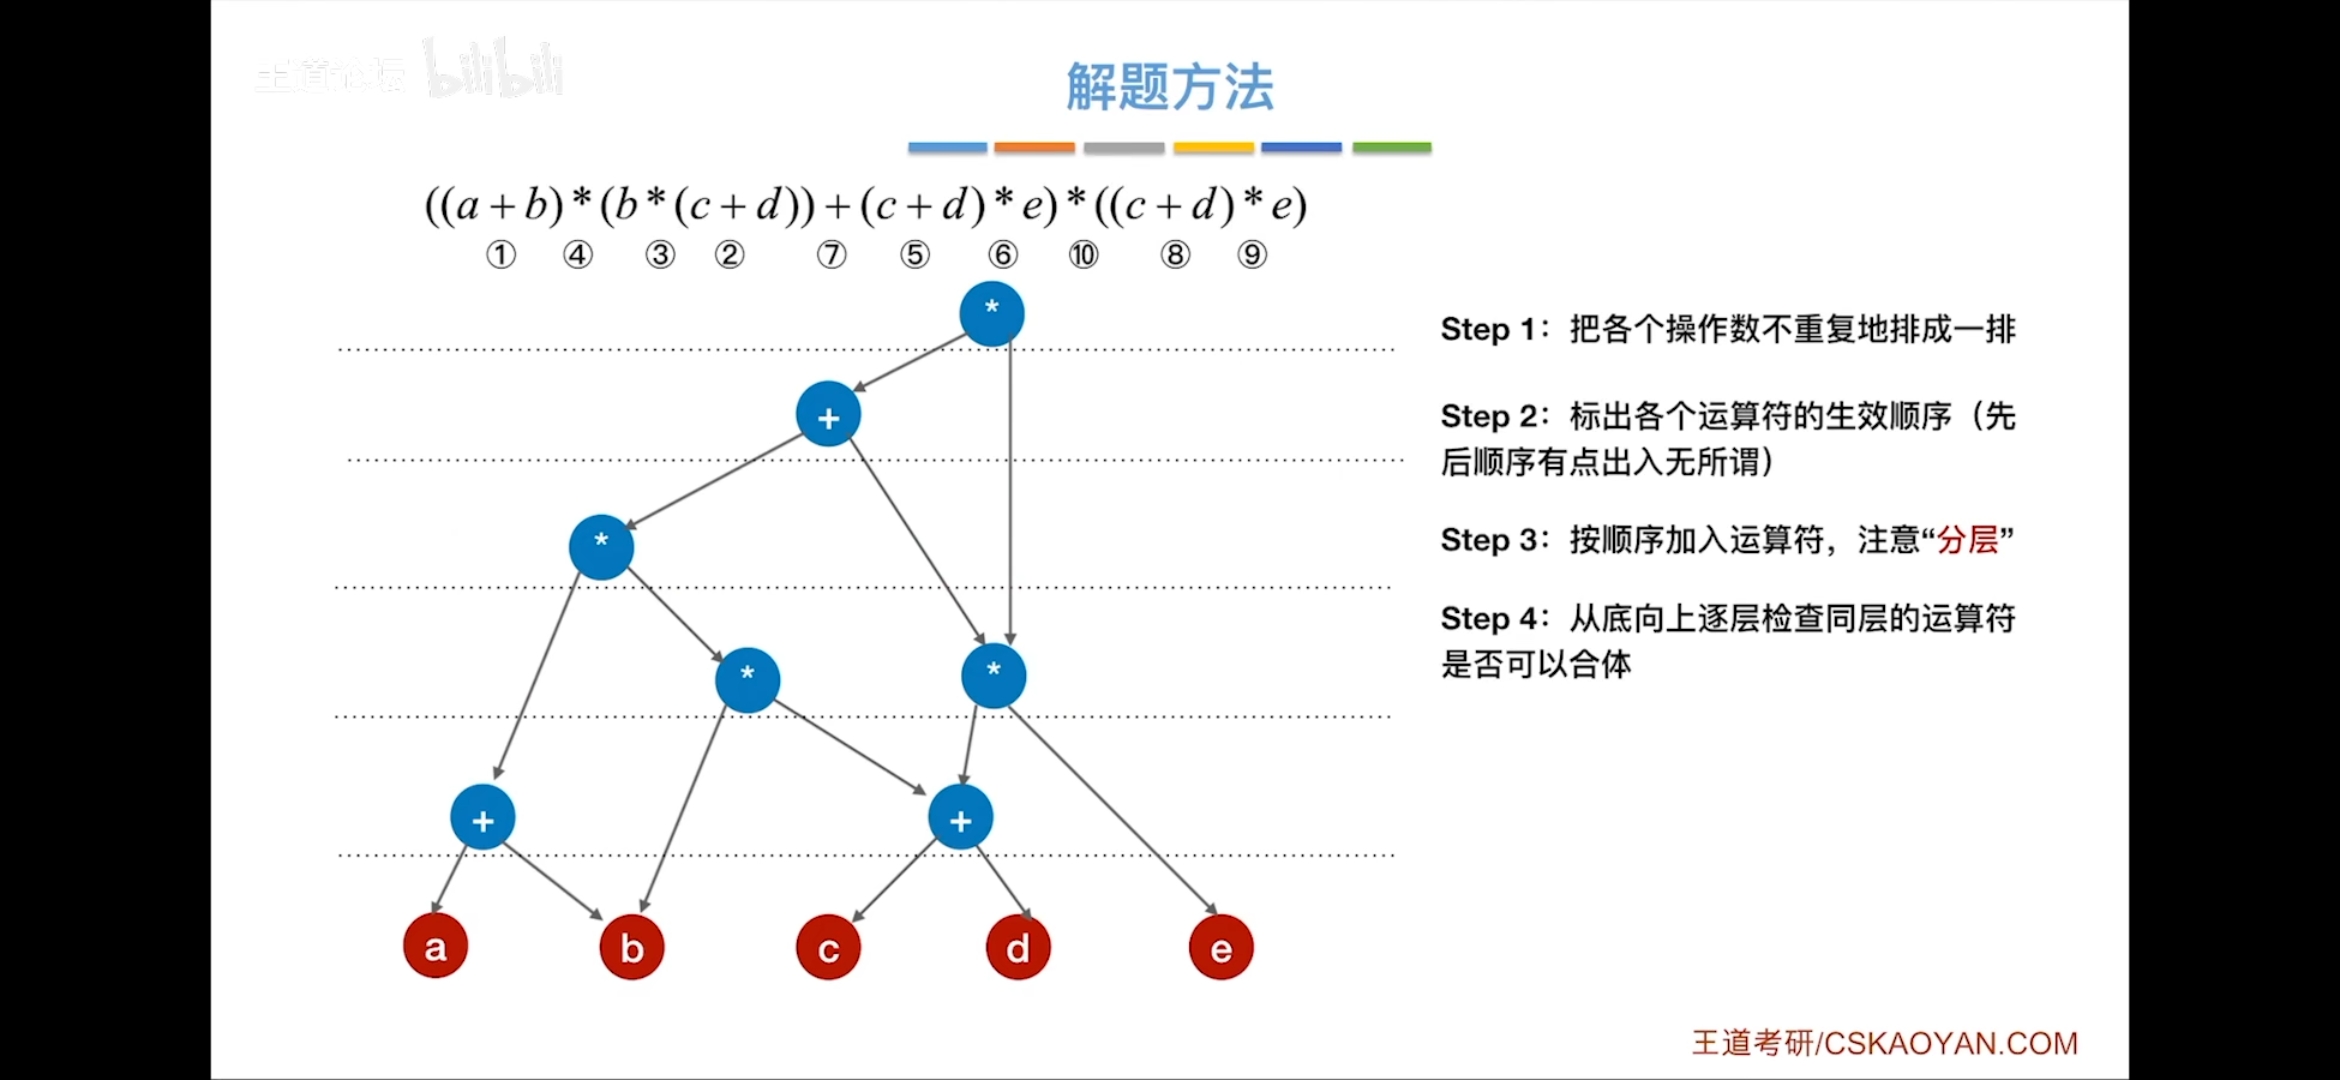 王道论坛 bilibili
解题方法
((a+b)*(b*(c+d))+(c+d)*e)*((c+d)*e)
① ④ ③ ② ⑦ ⑤ ⑥ ⑩ ⑧ ⑨
*
Step 1：把各个操作数不重复地排成一排
+
Step 2：标出各个运算符的生效顺序（先
后顺序有点出入无所谓）
*
Step 3：按顺序加入运算符，注意“分层”
Step 4：从底向上逐层检查同层的运算符
是否可以合体
* *
+ +
a b c d e
王道考研/CSKAOYAN.COM